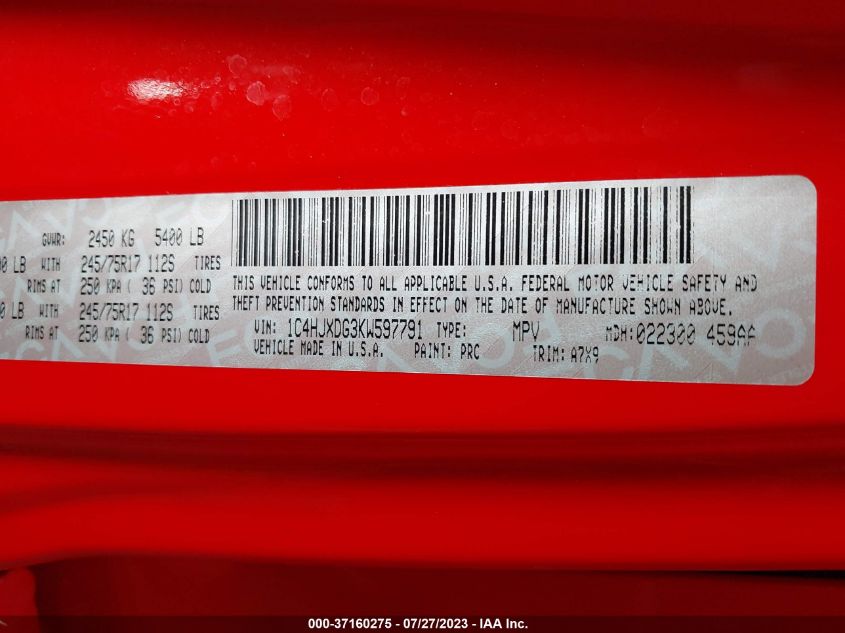 GVWR: 2450 KG 5400 LB
LB WITH 245/75R17 112S TIRES
RIMS AT 250 KPA ( 36 PSI) COLD
LB WITH 245/75R17 112S TIRES
RIMS AT 250 KPA ( 36 PSI) COLD
THIS VEHICLE CONFORMS TO ALL APPLICABLE U.S.A. FEDERAL MOTOR VEHICLE SAFETY AND
THEFT PREVENTION STANDARDS IN EFFECT ON THE DATE OF MANUFACTURE SHOWN ABOVE.
VIN: 1C4HJXDG3KW597791 TYPE: MPV MDH:022300 459AA
VEHICLE MADE IN U.S.A. PAINT: PRC TRIM: A7X9
000-37160275 - 07/27/2023 - IAA Inc.